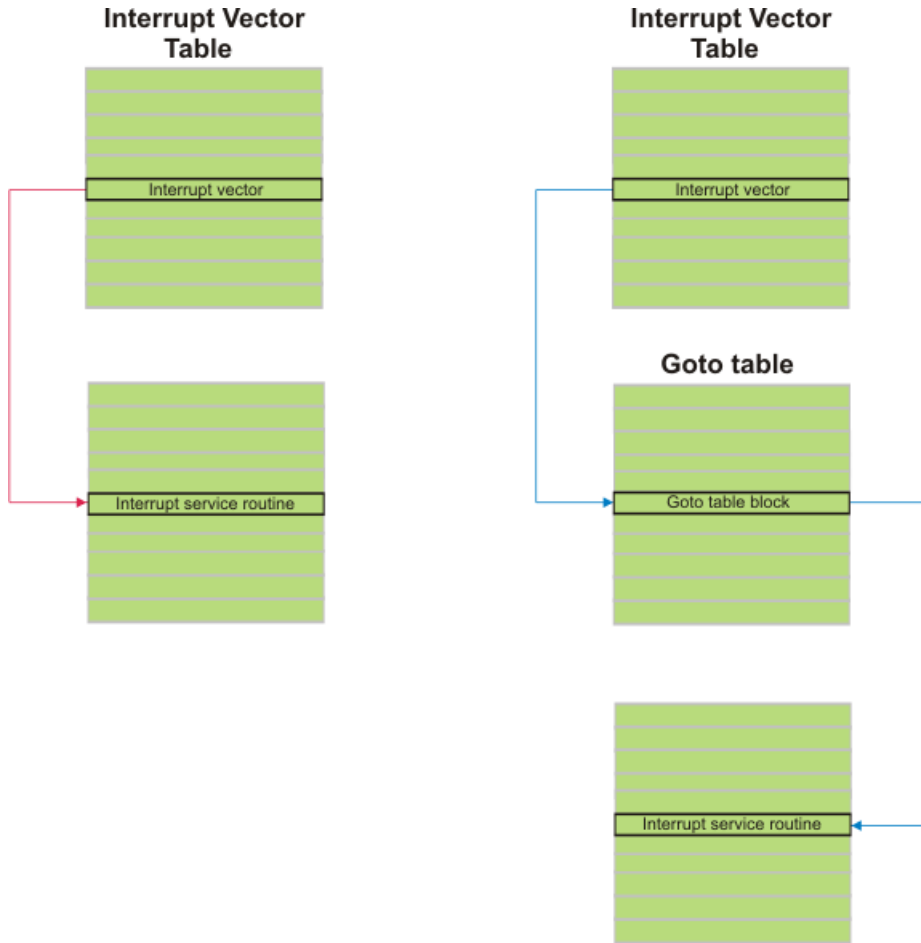 Interrupt Vector
Table
Interrupt vector
Interrupt service routine
Interrupt Vector
Table
Interrupt vector
Goto table
Goto table block
Interrupt service routine